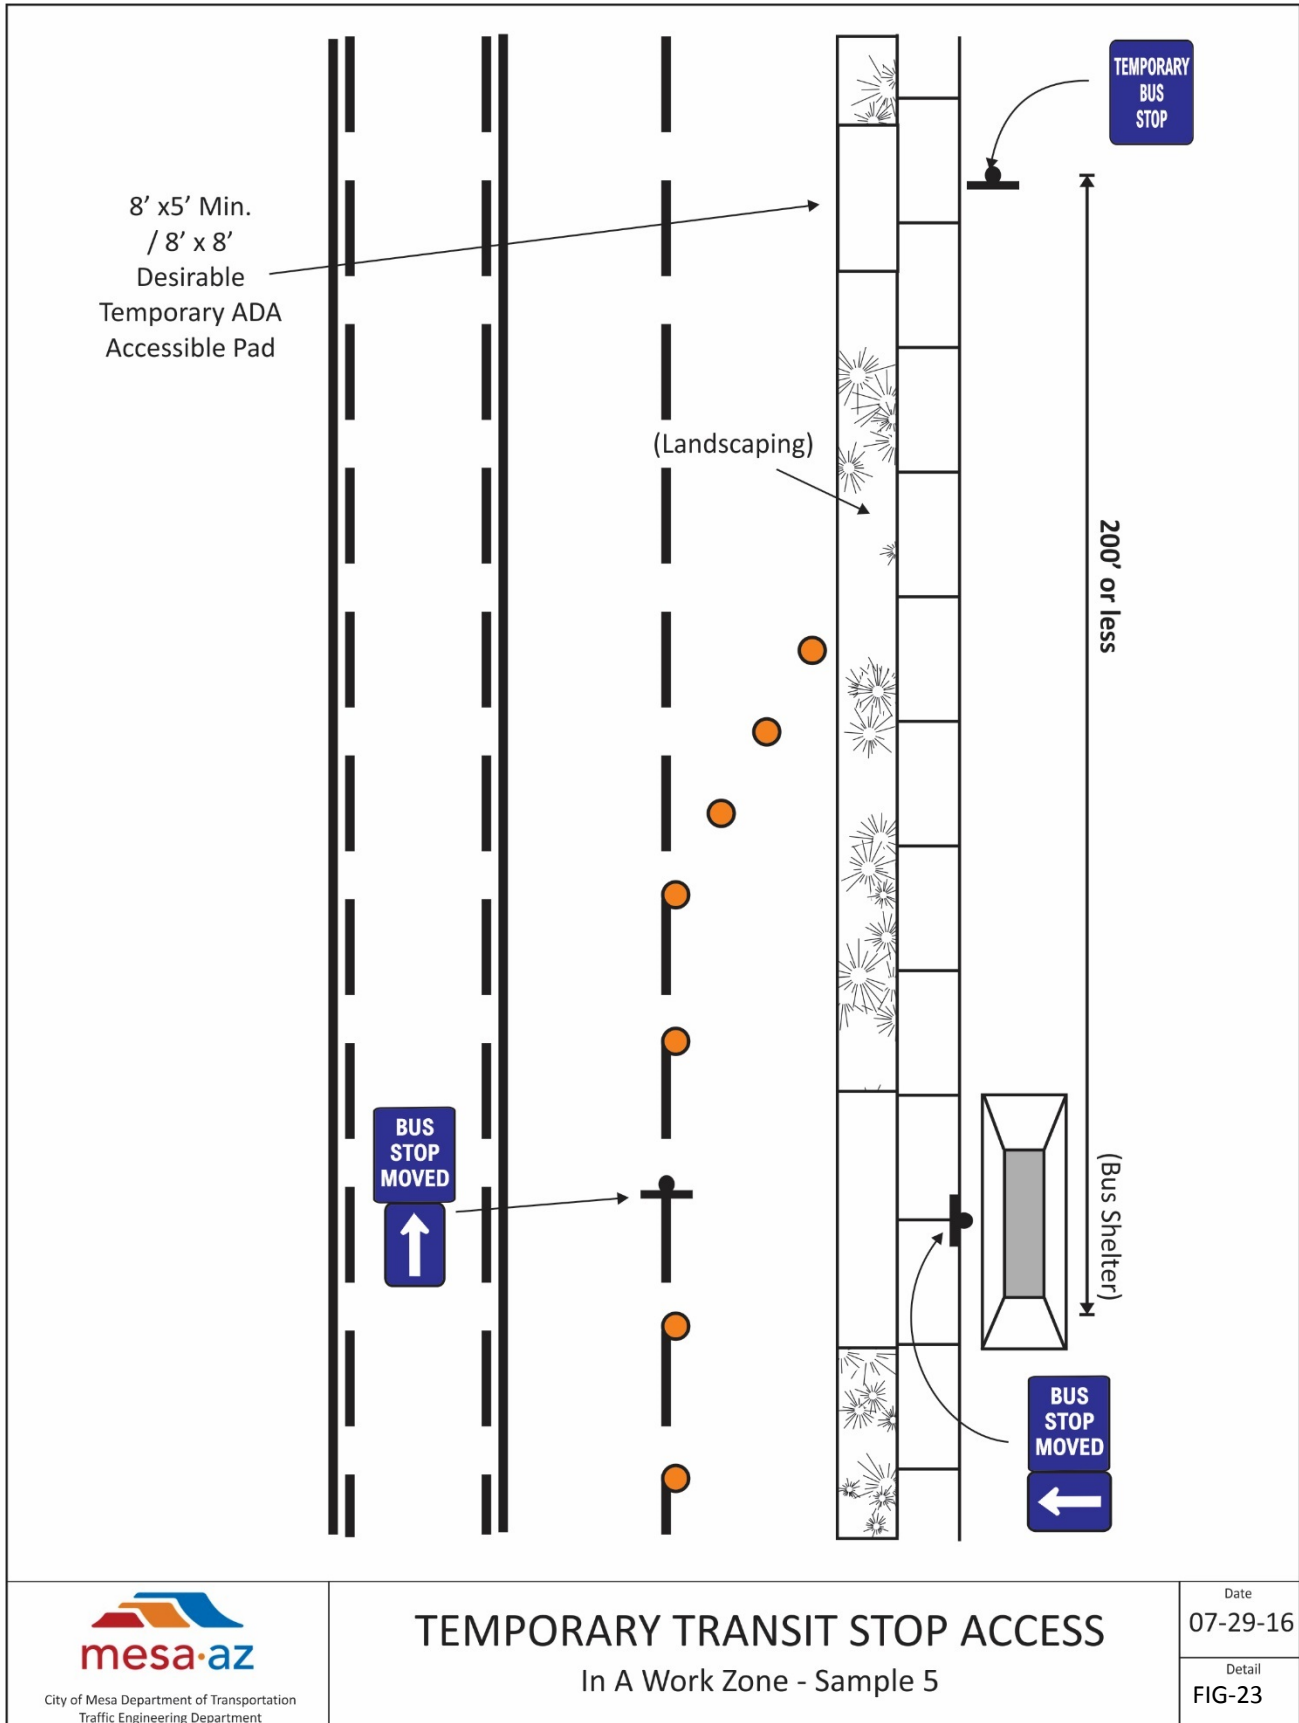 TEMPORARY
BUS
STOP
8’ x5’ Min.
/ 8’ x 8’
Desirable
Temporary ADA
Accessible Pad
(Landscaping)
200’ or less
BUS
STOP
MOVED
(Bus Shelter)
BUS
STOP
MOVED
mesa·az
City of Mesa Department of Transportation
Traffic Engineering Department
TEMPORARY TRANSIT STOP ACCESS
In A Work Zone - Sample 5
Date
07-29-16
Detail
FIG-23